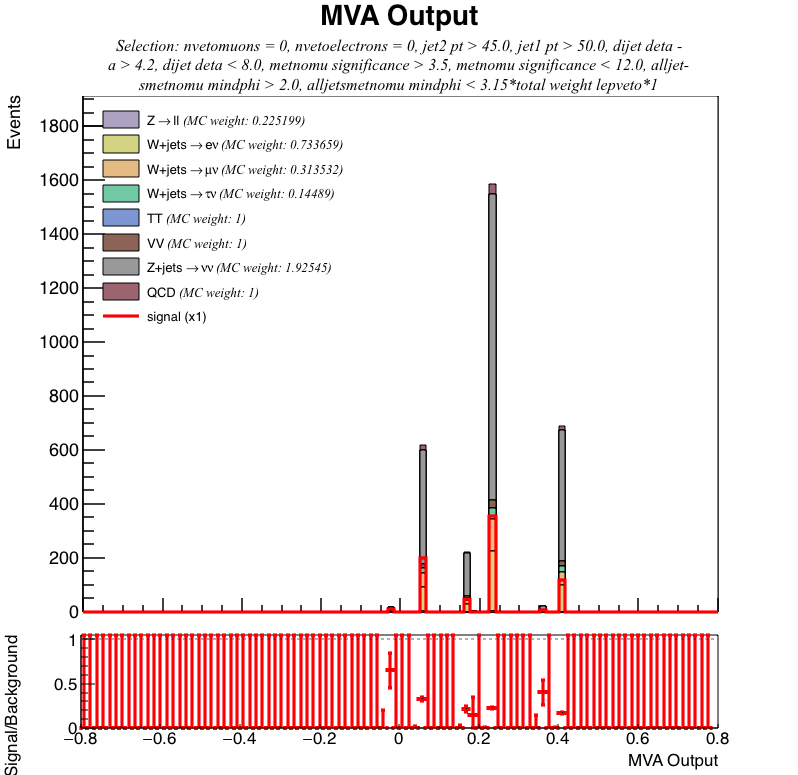 MVA Output
Selection: nvetomuons = 0, nvetoelectrons = 0, jet2 pt > 45.0, jet1 pt > 50.0, dijet deta -
a > 4.2, dijet deta < 8.0, metnomu significance > 3.5, metnomu significance < 12.0, alljet-
smetnomu mindphi > 2.0, alljetsmetnomu mindphi < 3.15*total weight lepveto*1
Events
1800
1600
1400
1200
1000
800
600
400
200
0
Z→ll (MC weight: 0.225199)
W+jets→eν (MC weight: 0.733659)
W+jets→μν (MC weight: 0.313532)
W+jets→τν (MC weight: 0.14489)
TT (MC weight: 1)
VV (MC weight: 1)
Z+jets→νν (MC weight: 1.92545)
QCD (MC weight: 1)
signal (x1)
Signal/Background
1
0.5
0
−0.8 −0.6 −0.4 −0.2 0 0.2 0.4 0.6 0.8
MVA Output